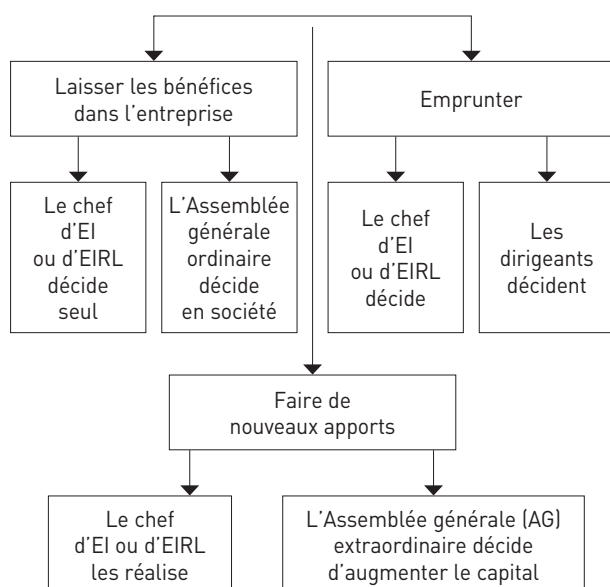 Laisser les bénéfices
dans l'entreprise
Emprunter
Le chef
d'EI
ou d'EIRL
décide
seul
L'Assemblée
générale
ordinaire
décide
en société
Le chef
d'EI
ou d'EIRL
décide
Les
dirigeants
décident
Faire de
nouveaux apports
Le chef
d'EI ou d'EIRL
les réalise
L'Assemblée générale (AG)
extraordinaire décide
d'augmenter le capital